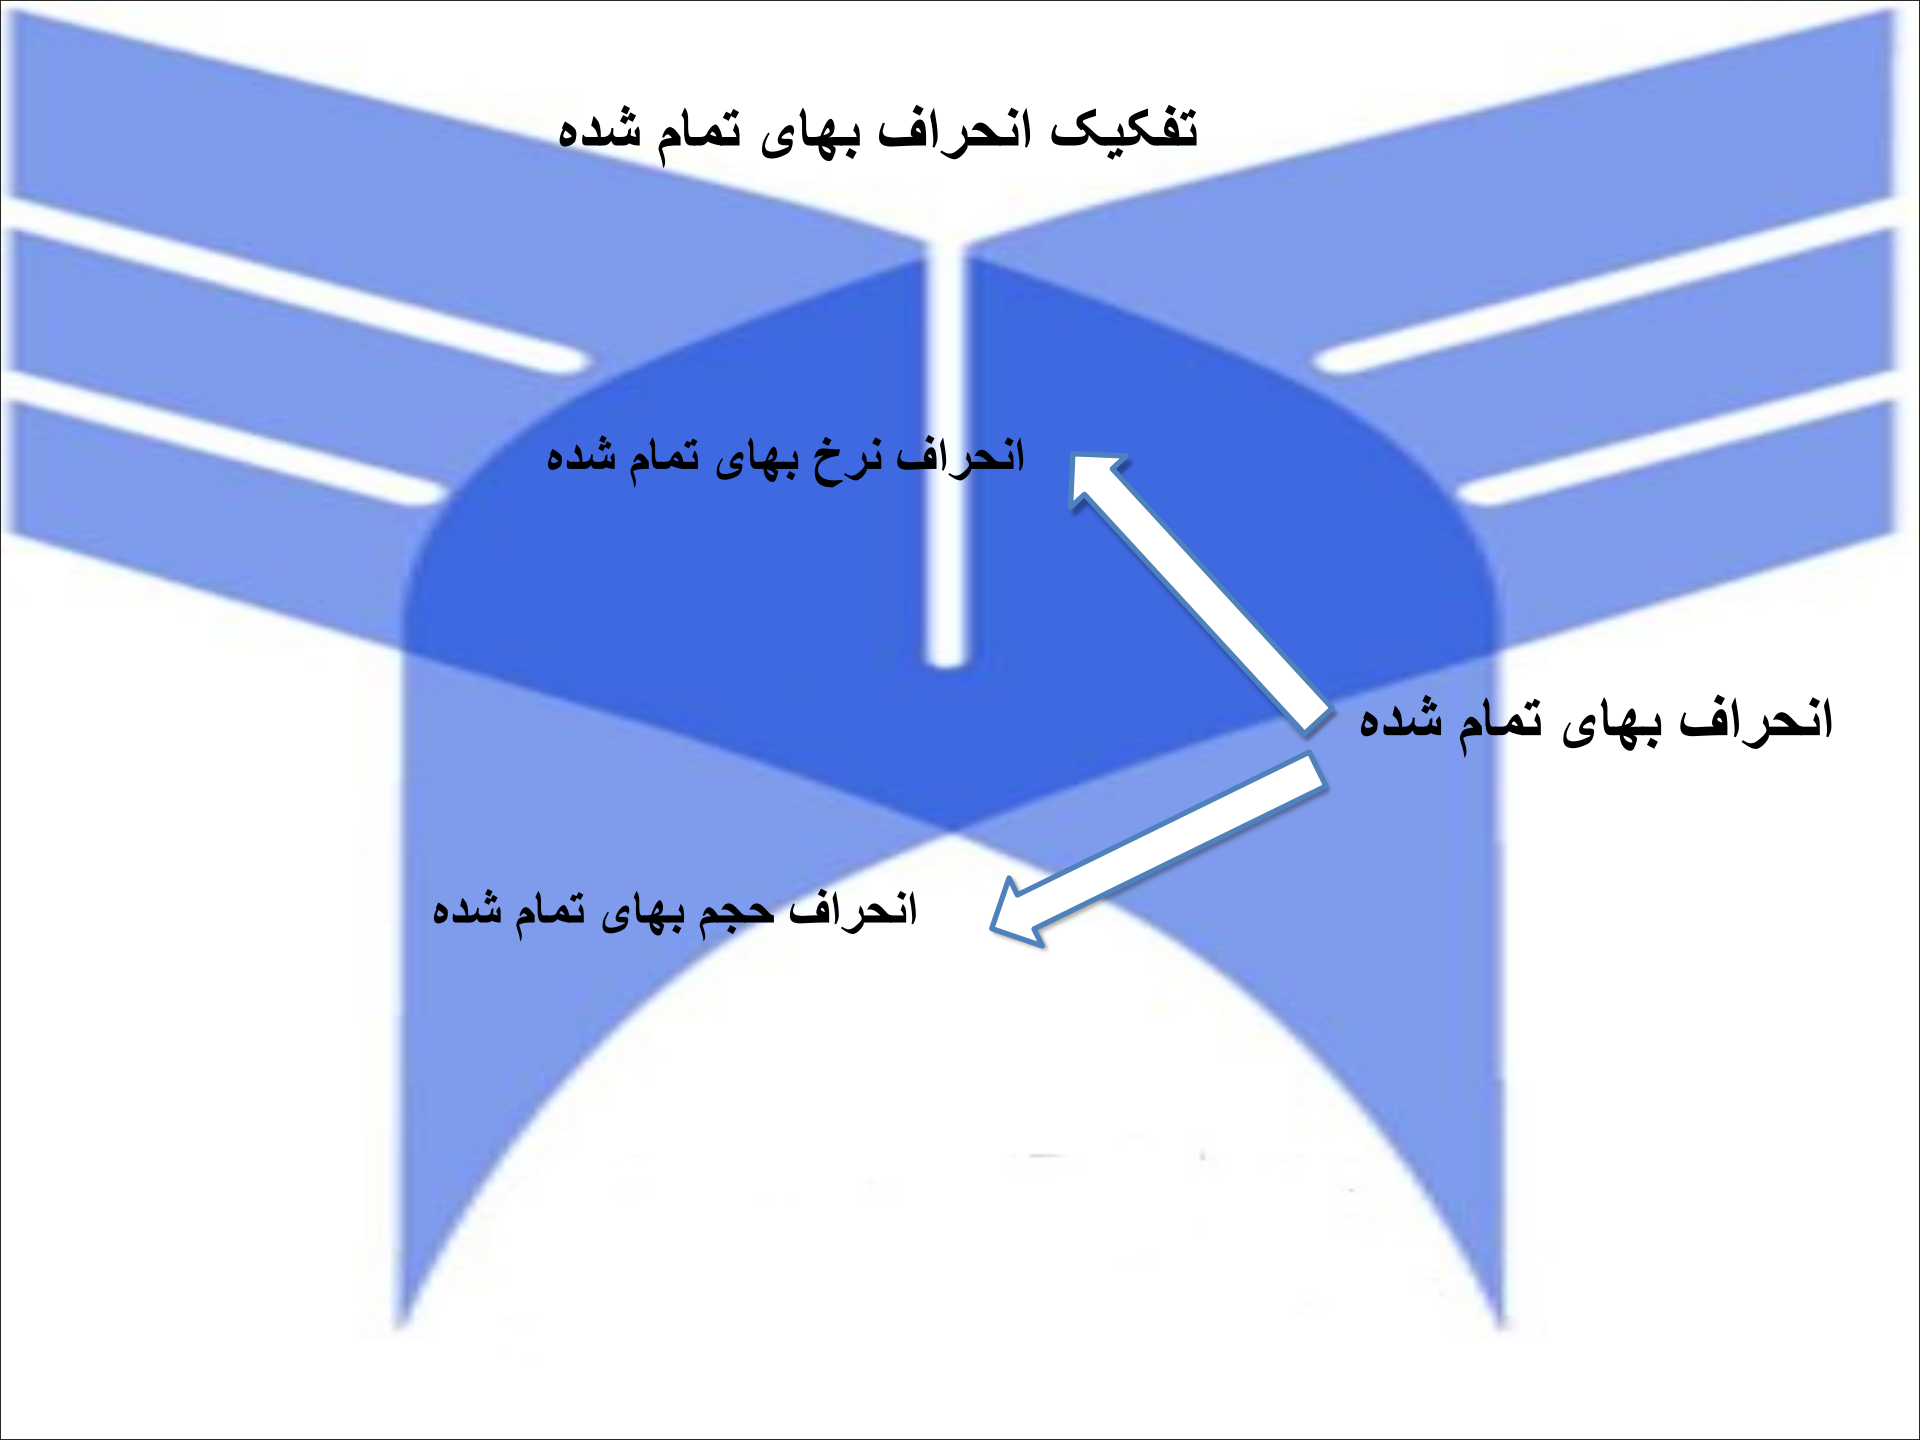 تفکیک انحراف بهای تمام شده
انحراف نرخ بهای تمام شده
انحراف بهای تمام شده
انحراف حجم بهای تمام شده